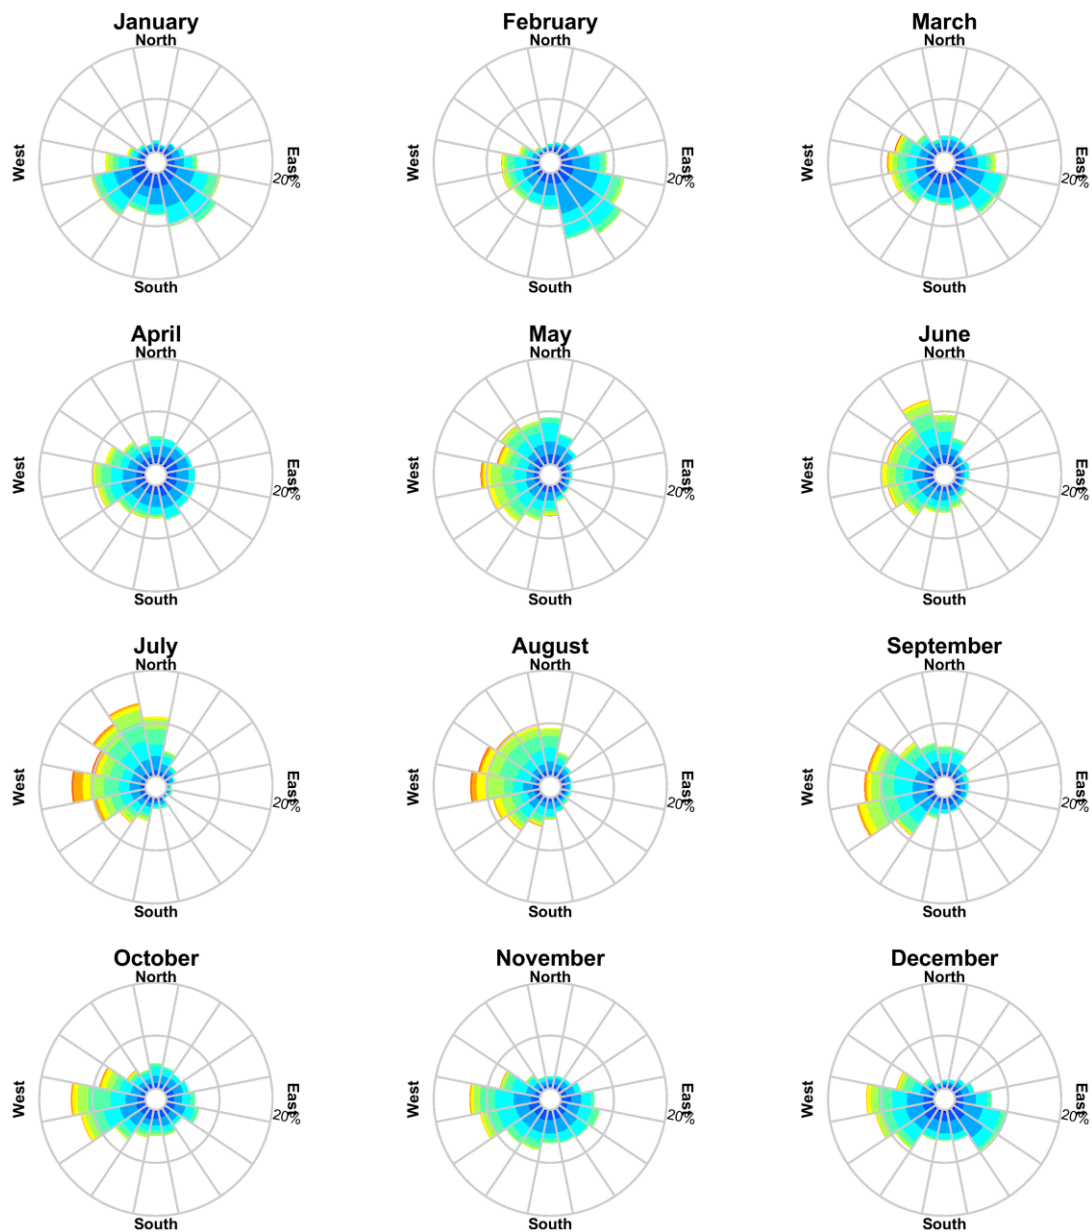 January February March
North North North
West East 20% West East 20% West East 20%
South South South
April May June
North North North
West East 20% West East 20% West East 20%
South South South
July August September
North North North
West East 20% West East 20% West East 20%
South South South
October November December
North North North
West East 20% West East 20% West East 20%
South South South